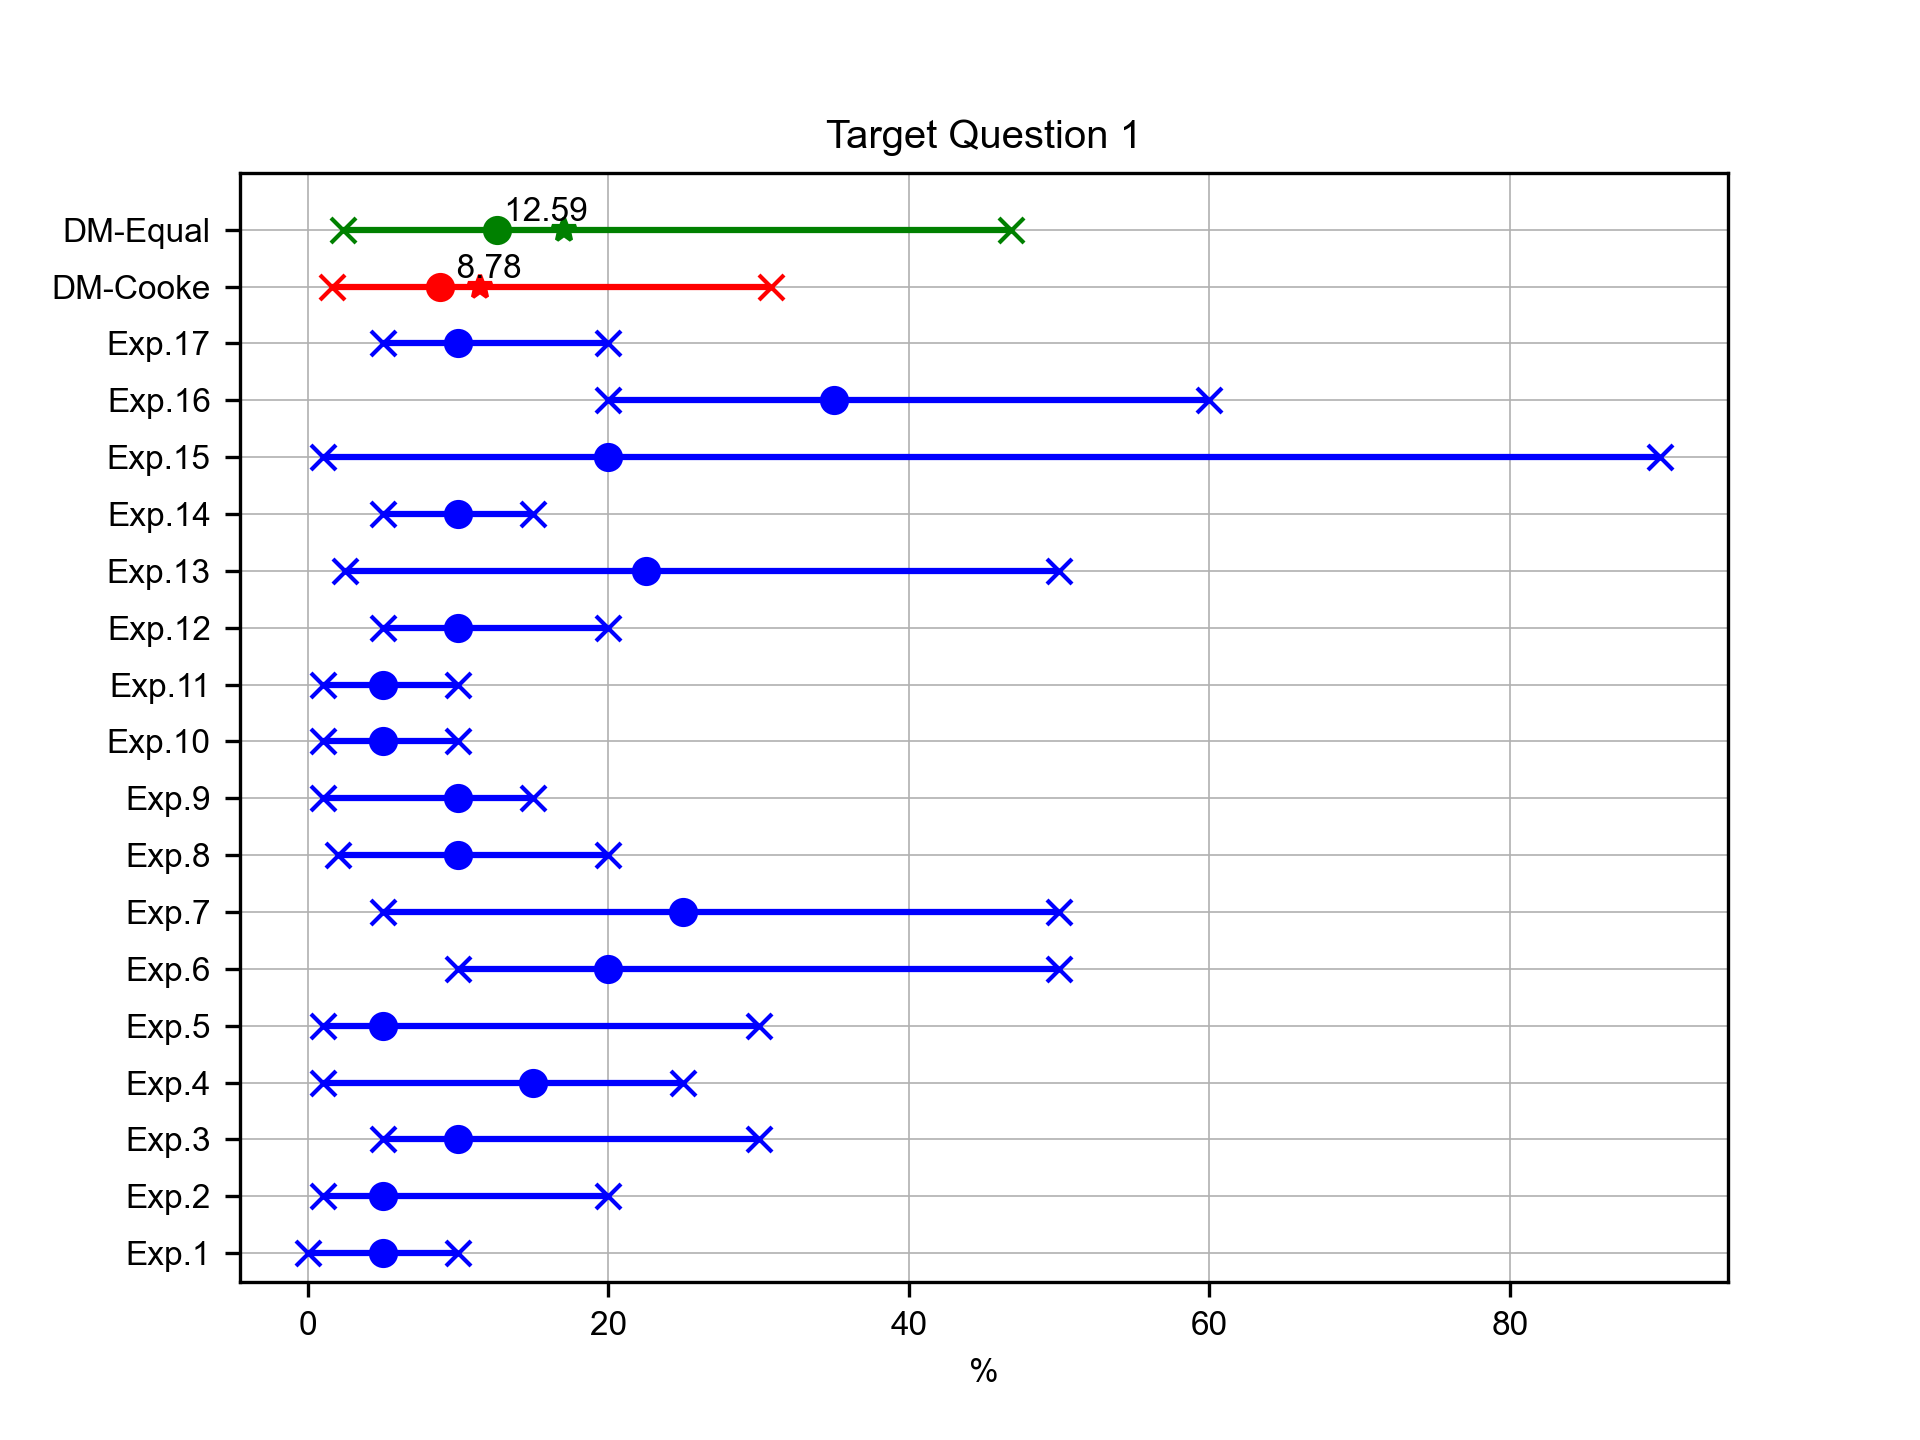 Target Question 1
DM-Equal
12.59
DM-Cooke
8.78
Exp.17
Exp.16
Exp.15
Exp.14
Exp.13
Exp.12
Exp.11
Exp.10
Exp.9
Exp.8
Exp.7
Exp.6
Exp.5
Exp.4
Exp.3
Exp.2
Exp.1
0 20 40 60 80
%